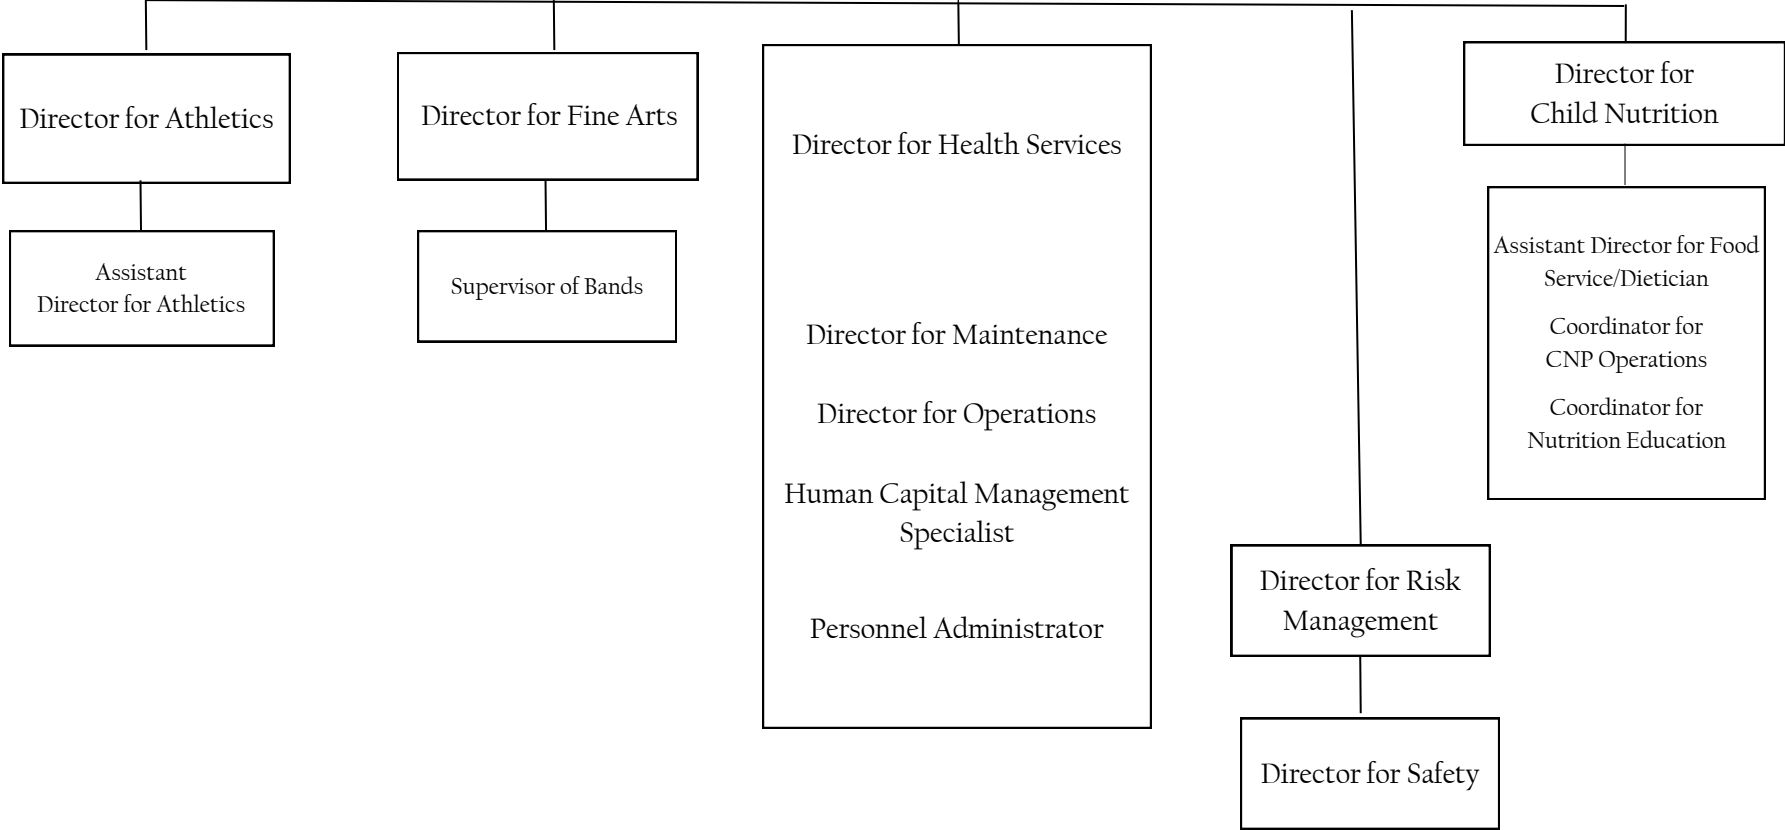 Director for Athletics
Assistant
Director for Athletics
Director for Fine Arts
Supervisor of Bands
Director for Health Services
Director for Maintenance
Director for Operations
Human Capital Management
Specialist
Personnel Administrator
Director for Risk
Management
Director for Safety
Director for
Child Nutrition
Assistant Director for Food
Service/Dietician
Coordinator for
CNP Operations
Coordinator for
Nutrition Education